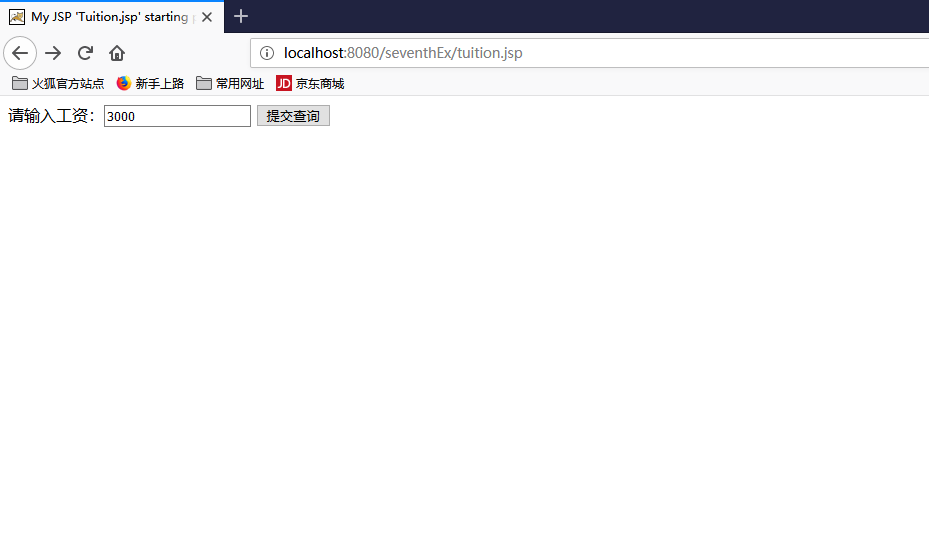 My JSP 'Tuition.jsp' starting
localhost:8080/seventhEx/tuition.jsp
火狐官方站点 新手上路 常用网址 JD 京东商城
请输入工资： 3000 提交查询